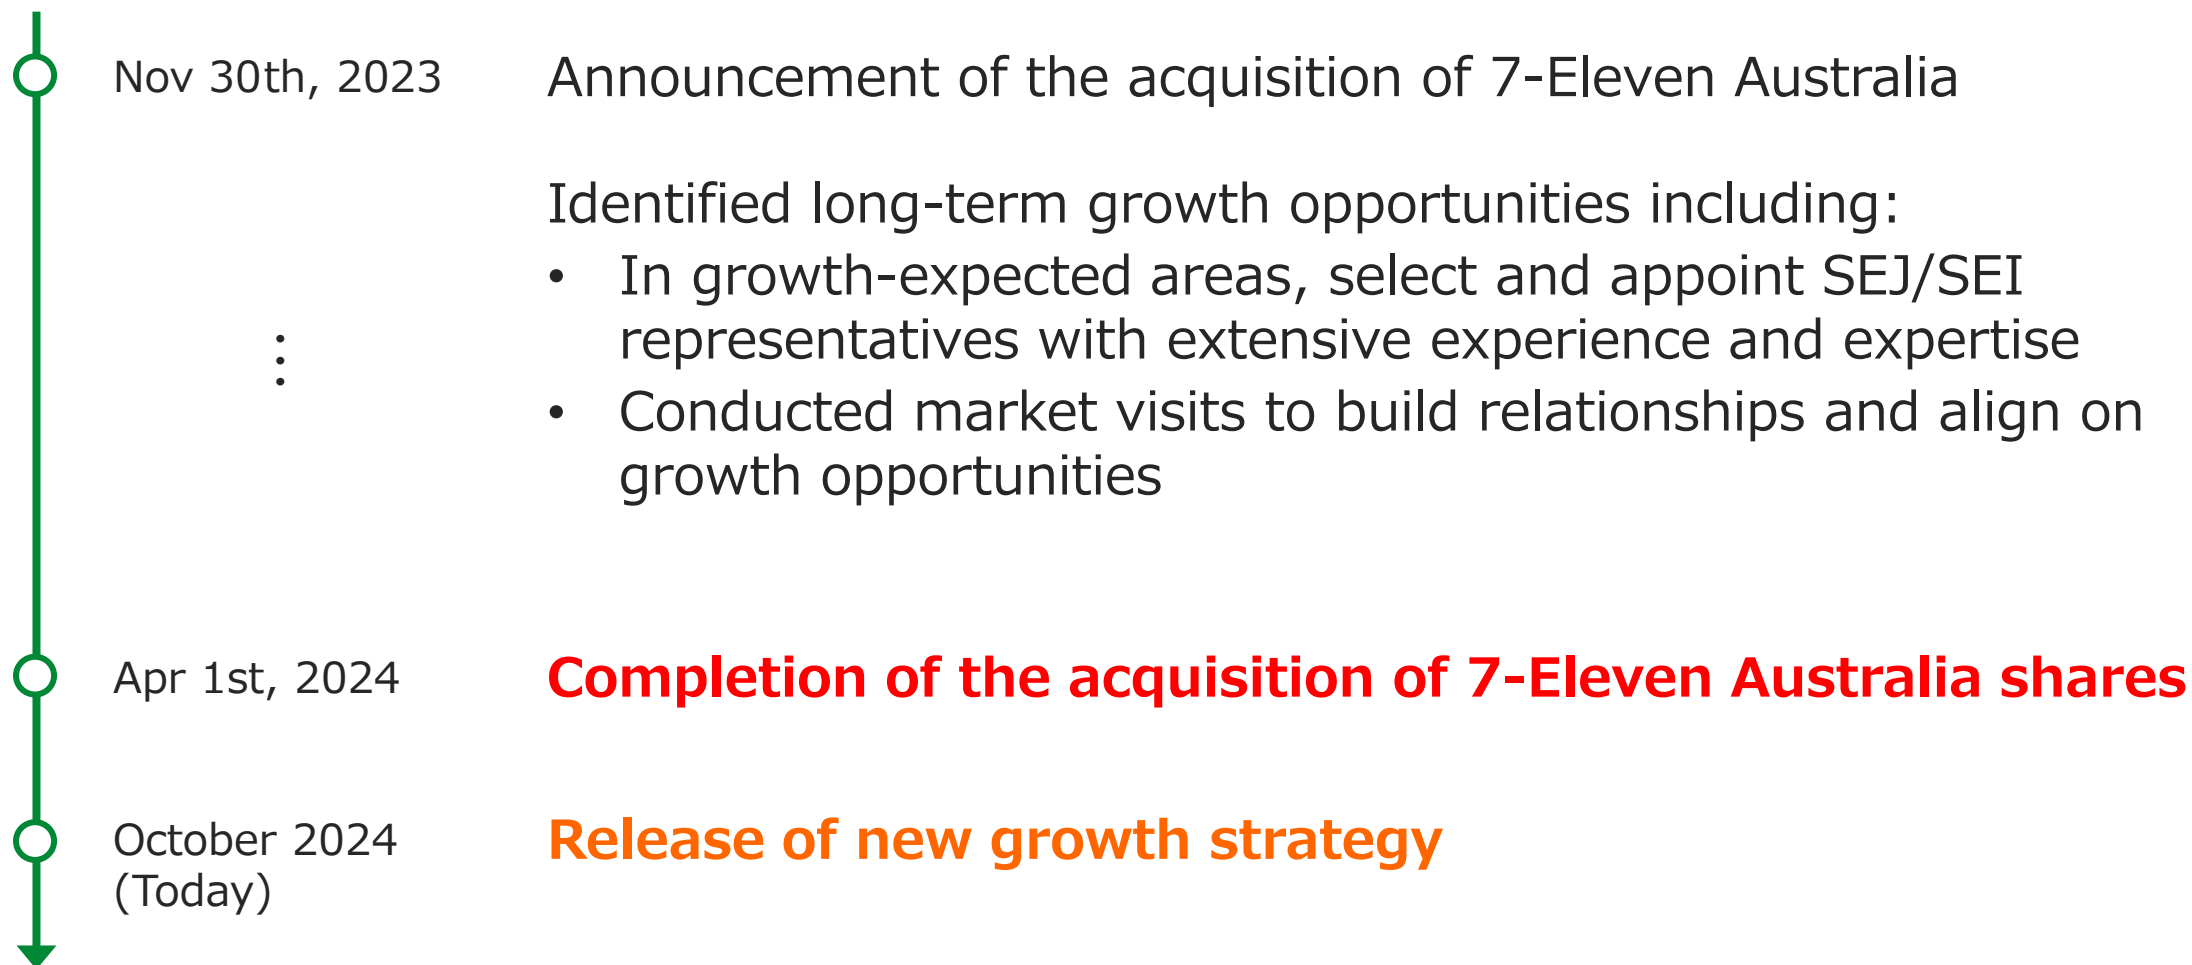 Nov 30th, 2023
Announcement of the acquisition of 7-Eleven Australia
⋮
Identified long-term growth opportunities including:
• In growth-expected areas, select and appoint SEJ/SEI
representatives with extensive experience and expertise
• Conducted market visits to build relationships and align on
growth opportunities
Apr 1st, 2024
Completion of the acquisition of 7-Eleven Australia shares
October 2024
(Today)
Release of new growth strategy